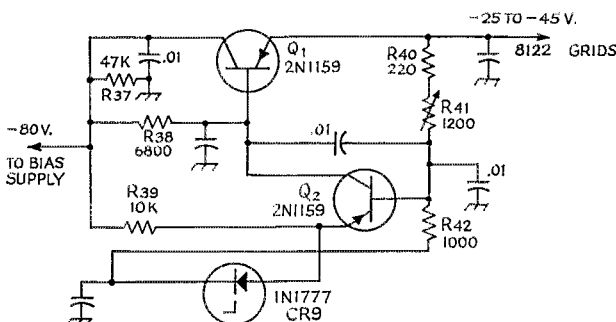 -25 TO -45 V.
8122 GRIDS
Q1
2N1159
R40
220
47K
.01
R37
R41
1200
-80V.
TO BIAS
SUPPLY
R38
6800
.01
.01
R39
10K
Q2
2N1159
R42
1000
1N1777
CR9